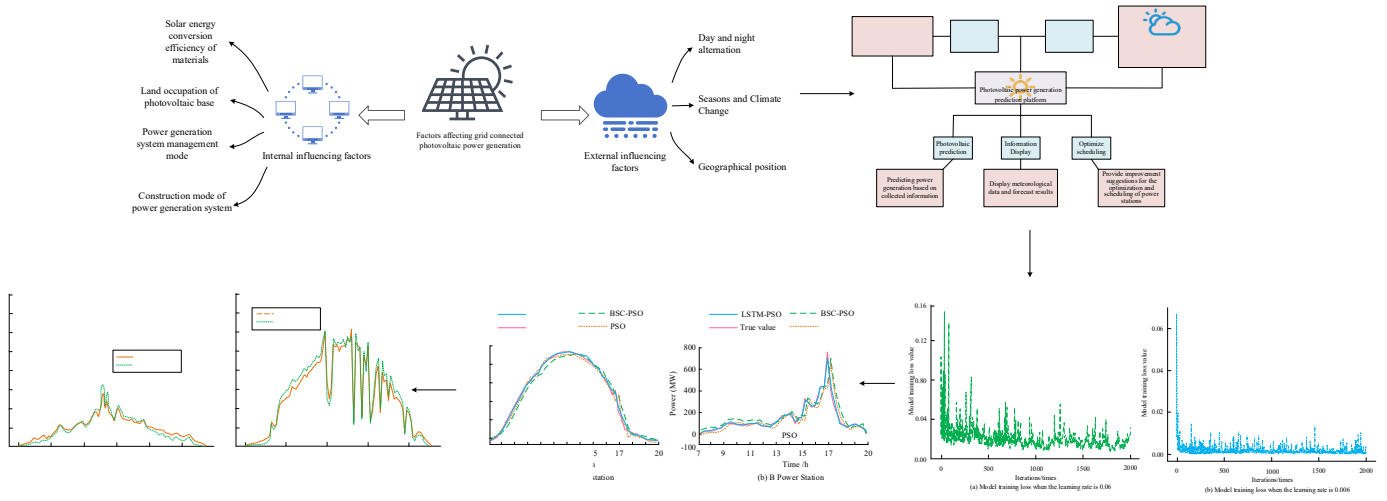 Solar energy
conversion
efficiency of
materials
Land occupation of
photovoltaic base
Power generation
system management
mode
Construction mode of
power generation system
Internal influencing factors
Factors affecting grid connected
photovoltaic power generation
External influencing
factors
Day and night
alternation
Seasons and Climate
Change
Geographical position
Photovoltaic power generation
prediction platform
Photovoltaic
prediction
Information
Display
Optimize
scheduling
Predicting power
generation based on
collected information
Display meteorological
data and forecast results
Provide improvement
suggestions for the
optimization and
scheduling of power
stations
BSC-PSO
PSO
5
17
20
tation
LSTM-PSO
BSC-PSO
True value
800
600
400
200
0
-100
Power (MW)
PSO
7
9
11
13
15
17
20
Time /h
(b) B Power Station
0.16
0.12
0.08
0.04
0.00
Model training loss value
0
500
1000
1500
2000
Iterations/times
(a) Model training loss when the learning rate is 0.06
0.06
0.04
0.02
0.00
Model training loss value
0
500
1000
1500
2000
Iterations/times
(b) Model training loss when the learning rate is 0.006